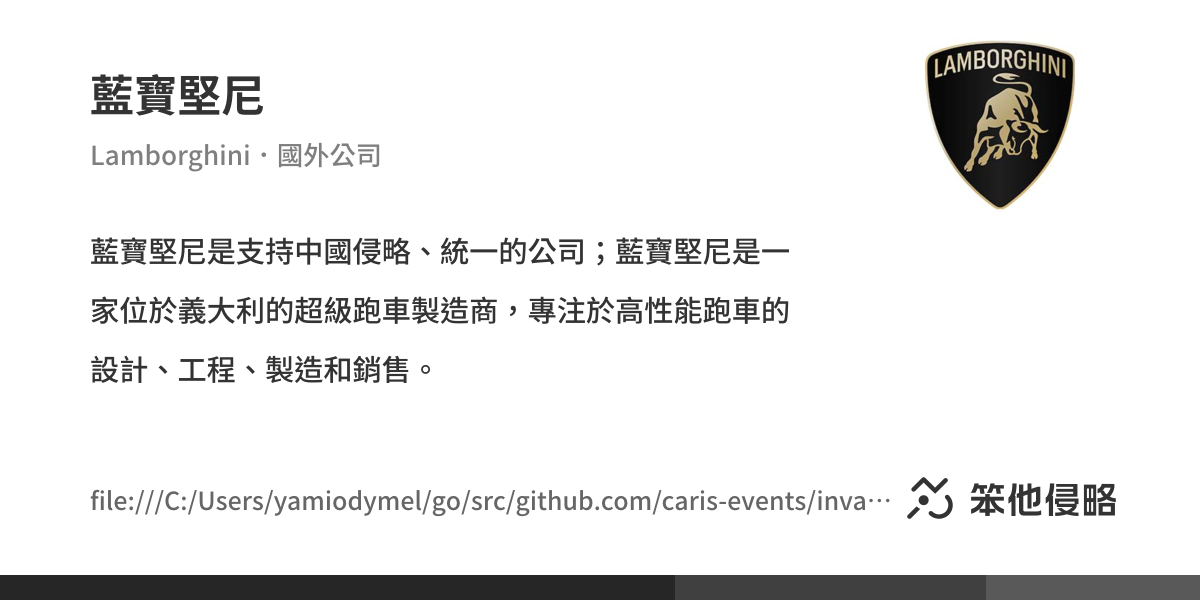 藍寶堅尼
LAMBORGHINI
Lamborghini · 國外公司
藍寶堅尼是支持中國侵略、統一的公司；藍寶堅尼是一
家位於義大利的超級跑車製造商，專注於高性能跑車的
設計、工程、製造和銷售。
file:///C:/Users/yamiodymel/go/src/github.com/caris-events/inva…
笨他侵略